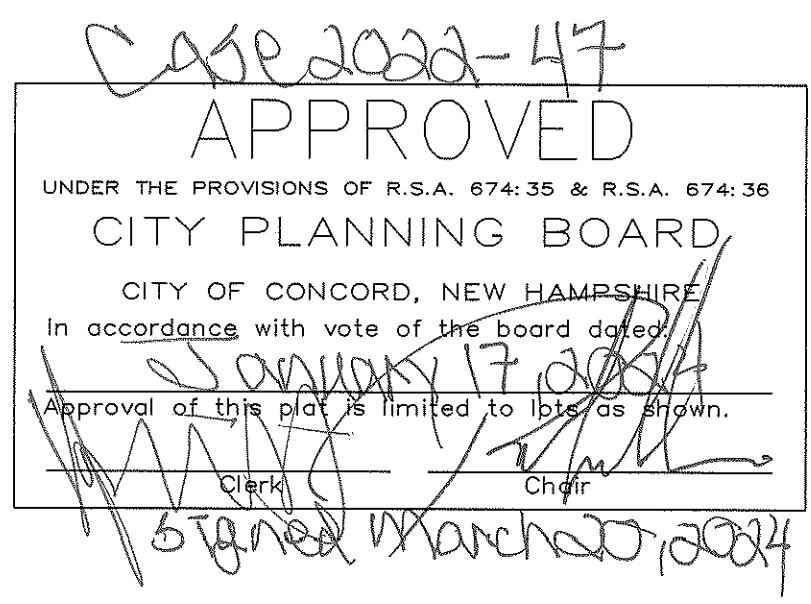 Case 2022-47
APPROVED
UNDER THE PROVISIONS OF R.S.A. 674:35 & R.S.A. 674:36
CITY PLANNING BOARD
CITY OF CONCORD, NEW HAMPSHIRE
In accordance with vote of the board dated:
January 17, 2024
Approval of this plat is limited to lots as shown.
Clerk Chair
Signed March 20, 2024